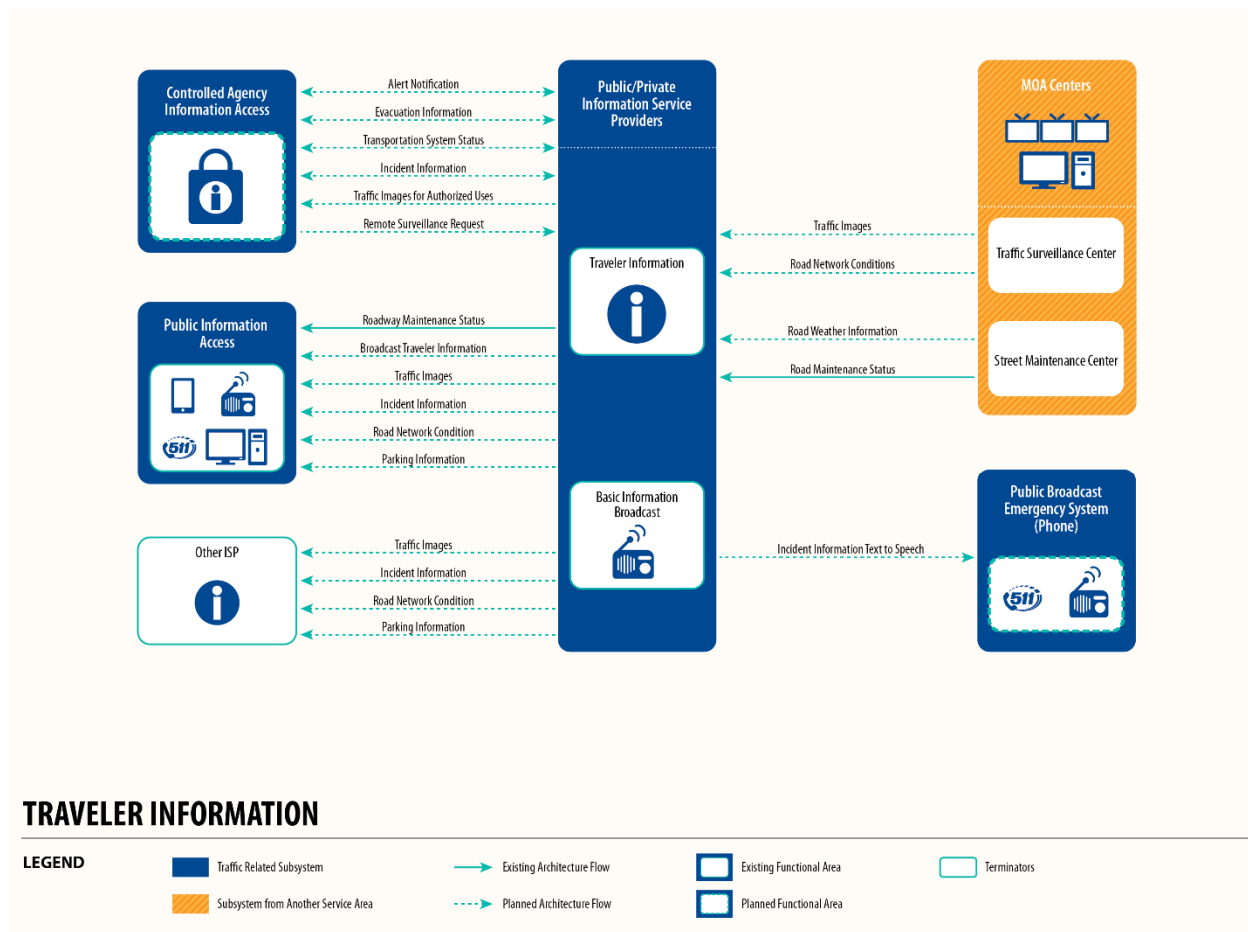 Controlled Agency
Information Access
Alert Notification
Evacuation Information
Transportation System Status
Incident Information
Traffic Images for Authorized Uses
Remote Surveillance Request
Public/Private
Information Service
Providers
Traveler Information
MOA Centers
Traffic Images
Road Network Conditions
Traffic Surveillance Center
Road Weather Information
Road Maintenance Status
Street Maintenance Center
Public Information
Access
511
Roadway Maintenance Status
Broadcast Traveler Information
Traffic Images
Incident Information
Road Network Condition
Parking Information
Basic Information
Broadcast
Other ISP
Traffic Images
Incident Information
Road Network Condition
Parking Information
Incident Information Text to Speech
Public Broadcast
Emergency System
(Phone)
511
TRAVELER INFORMATION
LEGEND
Traffic Related Subsystem
Subsystem from Another Service Area
Existing Architecture Flow
Planned Architecture Flow
Existing Functional Area
Planned Functional Area
Terminators